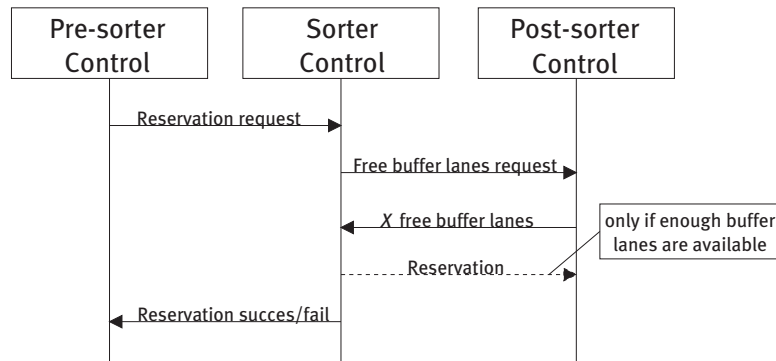 Pre-sorter
Control
Sorter
Control
Post-sorter
Control
Reservation request
Free buffer lanes request
X free buffer lanes
only if enough buffer
lanes are available
Reservation
Reservation succes/fail